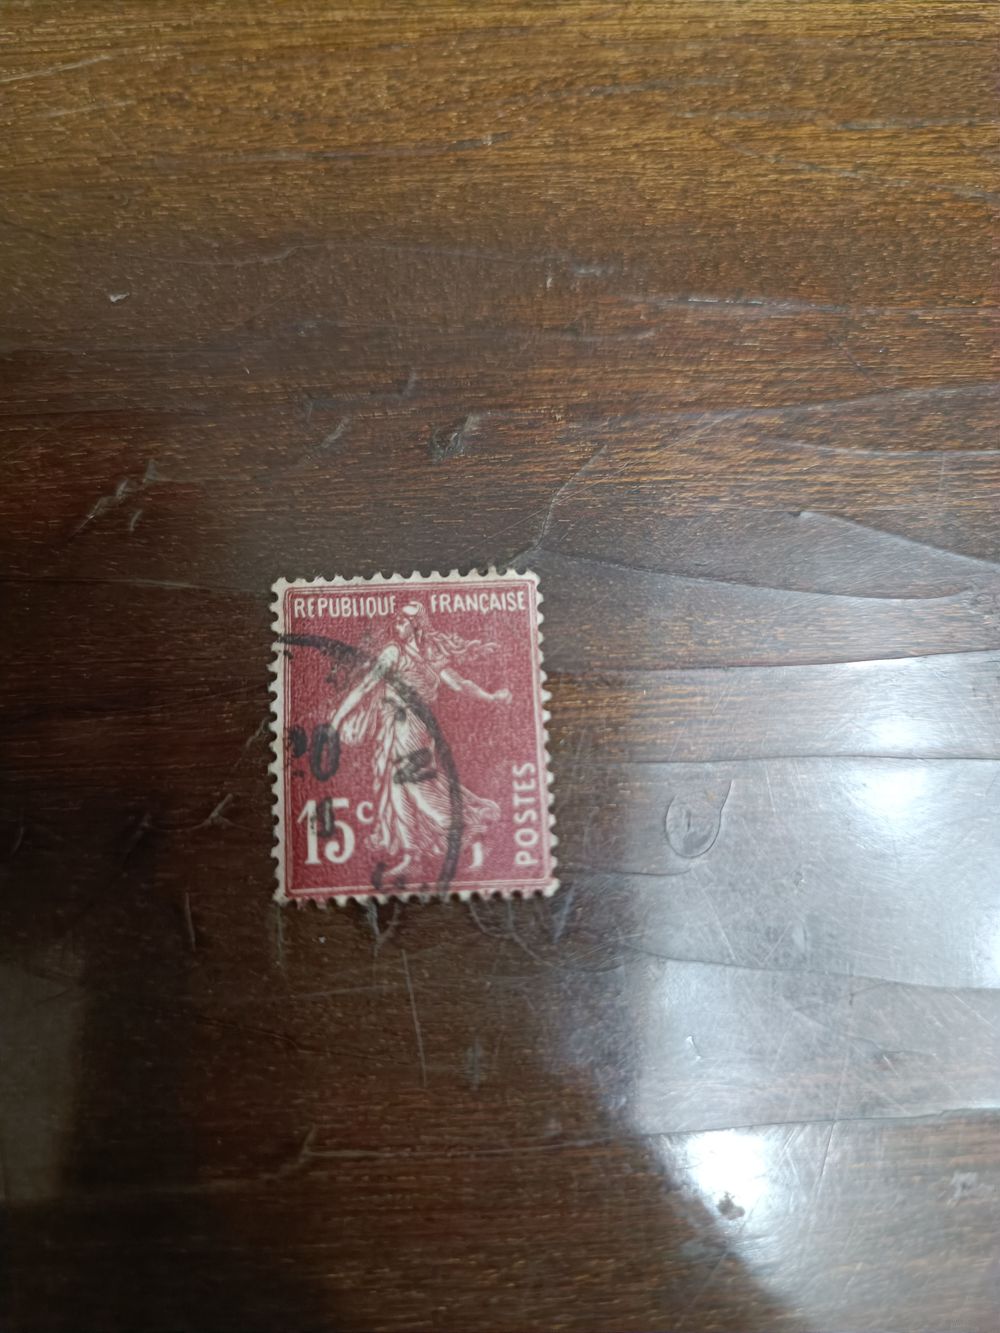 REPUBLIQUE FRANÇAISE
15c
POSTES